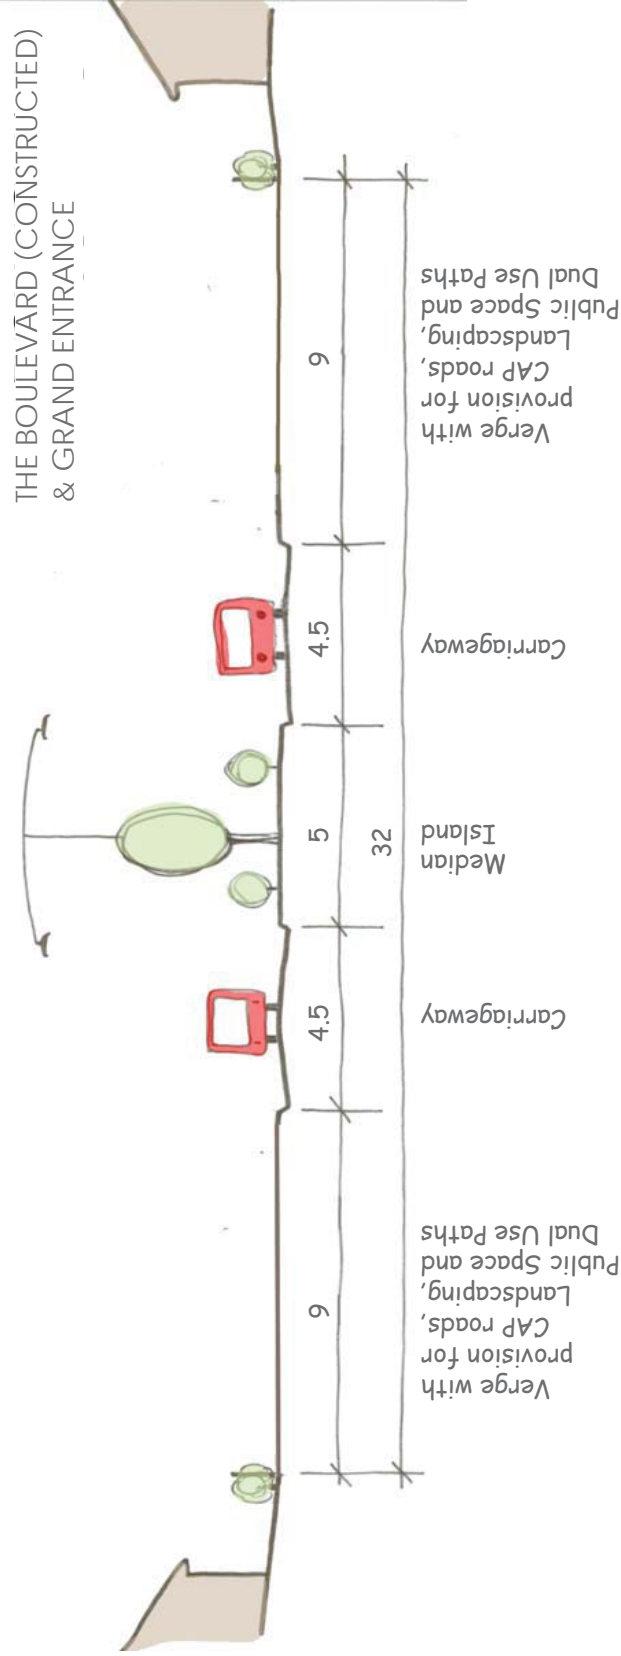 THE BOULEVARD (CONSTRUCTED)
& GRAND ENTRANCE
9
4.5
5
4.5
9
32
Verge with
provision for
CAP roads,
Landscaping,
Public Space and
Dual Use Paths
Carriageway
Median
Island
Carriageway
Verge with
provision for
CAP roads,
Landscaping,
Public Space and
Dual Use Paths